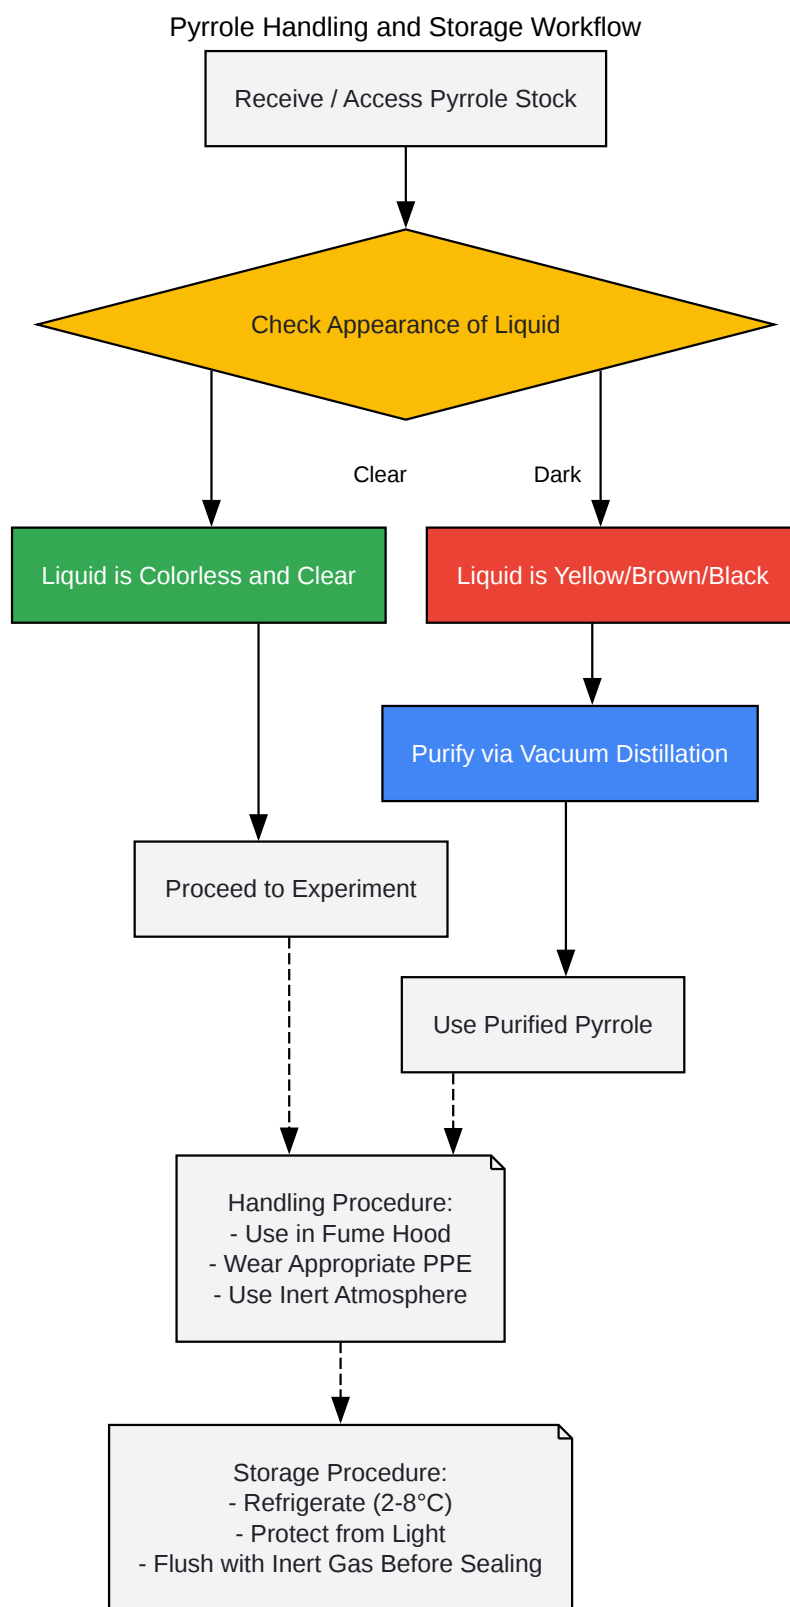 Pyrrole Handling and Storage Workflow
Receive / Access Pyrrole Stock
Check Appearance of Liquid
Clear
Dark
Liquid is Colorless and Clear
Liquid is Yellow/Brown/Black
Purify via Vacuum Distillation
Proceed to Experiment
Use Purified Pyrrole
Handling Procedure:
- Use in Fume Hood
- Wear Appropriate PPE
- Use Inert Atmosphere
Storage Procedure:
- Refrigerate (2-8°C)
- Protect from Light
- Flush with Inert Gas Before Sealing